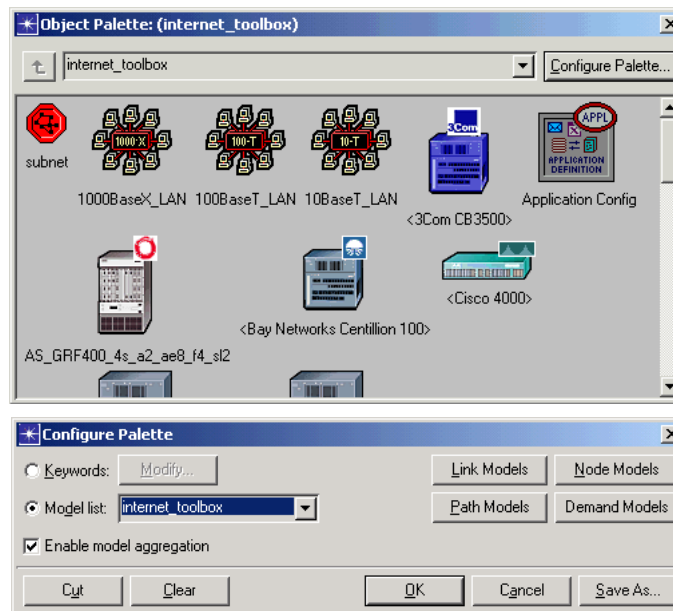 Object Palette: (internet_toolbox)
internet_toolbox
Configure Palette...
subnet
1000-X
1000BaseX_LAN
100-T
100BaseT_LAN
10-T
10BaseT_LAN
3Com
<3Com CB3500>
APPL
APPLICATION
DEFINITION
Application Config
AS_GRF400_4s_a2_ae8_f4_sl2
<Bay Networks Centillion 100>
<Cisco 4000>
Configure Palette
Keywords:
Modify...
Link Models
Node Models
Model list:
internet_toolbox
Path Models
Demand Models
Enable model aggregation
Cut
Clear
OK
Cancel
Save As...